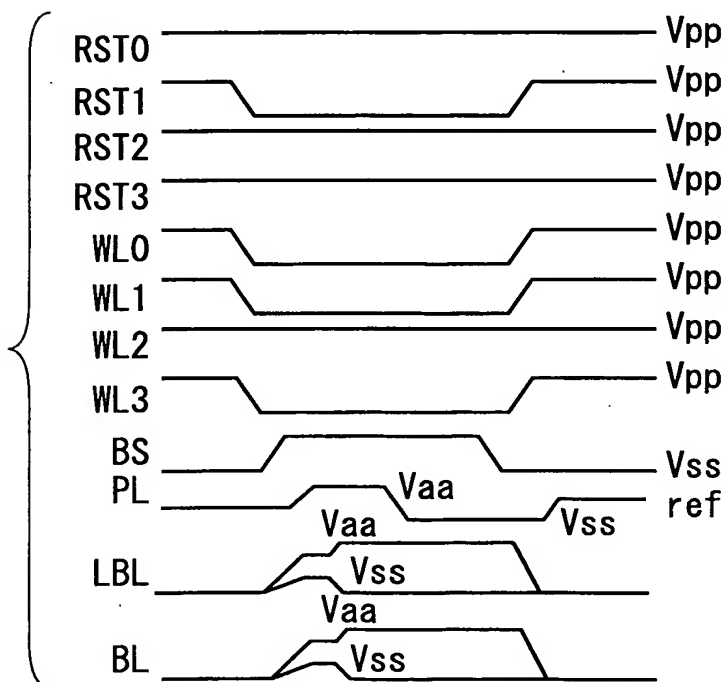 RST0 Vpp
RST1 Vpp
RST2 Vpp
RST3 Vpp
WL0 Vpp
WL1 Vpp
WL2 Vpp
WL3 Vpp
BS Vss
PL Vaa Vss ref
LBL Vaa Vss
BL Vaa Vss